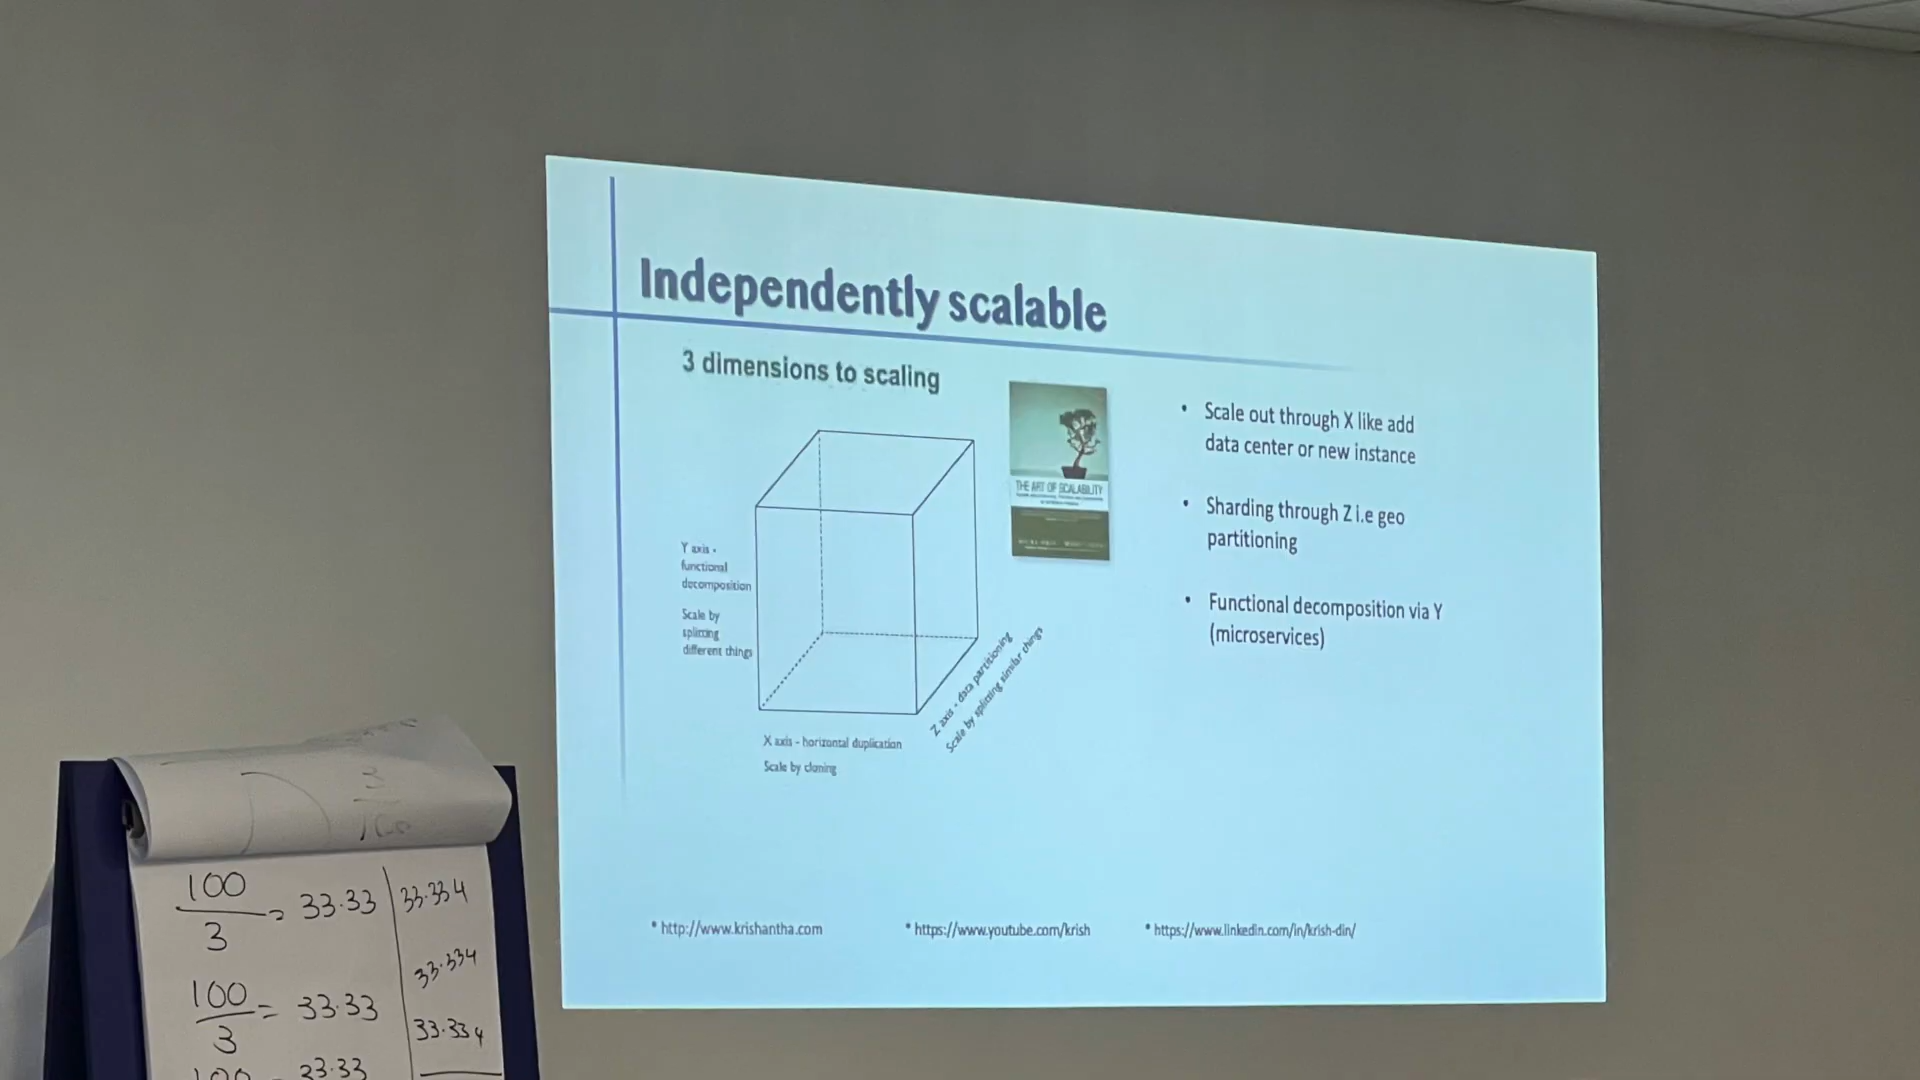 Independently scalable
3 dimensions to scaling
Y axis -
functional
decomposition
Scale by
splitting
different things
X axis - horizontal duplication
Scale by cloning
Z axis - data partitioning
Scale by splitting similar things
THE ART OF SCALABILITY
• Scale out through X like add
data center or new instance
• Sharding through Z i.e geo
partitioning
• Functional decomposition via Y
(microservices)
* http://www.krishantha.com
* https://www.youtube.com/krish
* https://www.linkedin.com/in/krish-din/
3
100
100
3
= 33.33
33.334
33.334
100
3
= 33.33
33.334
100
33.33